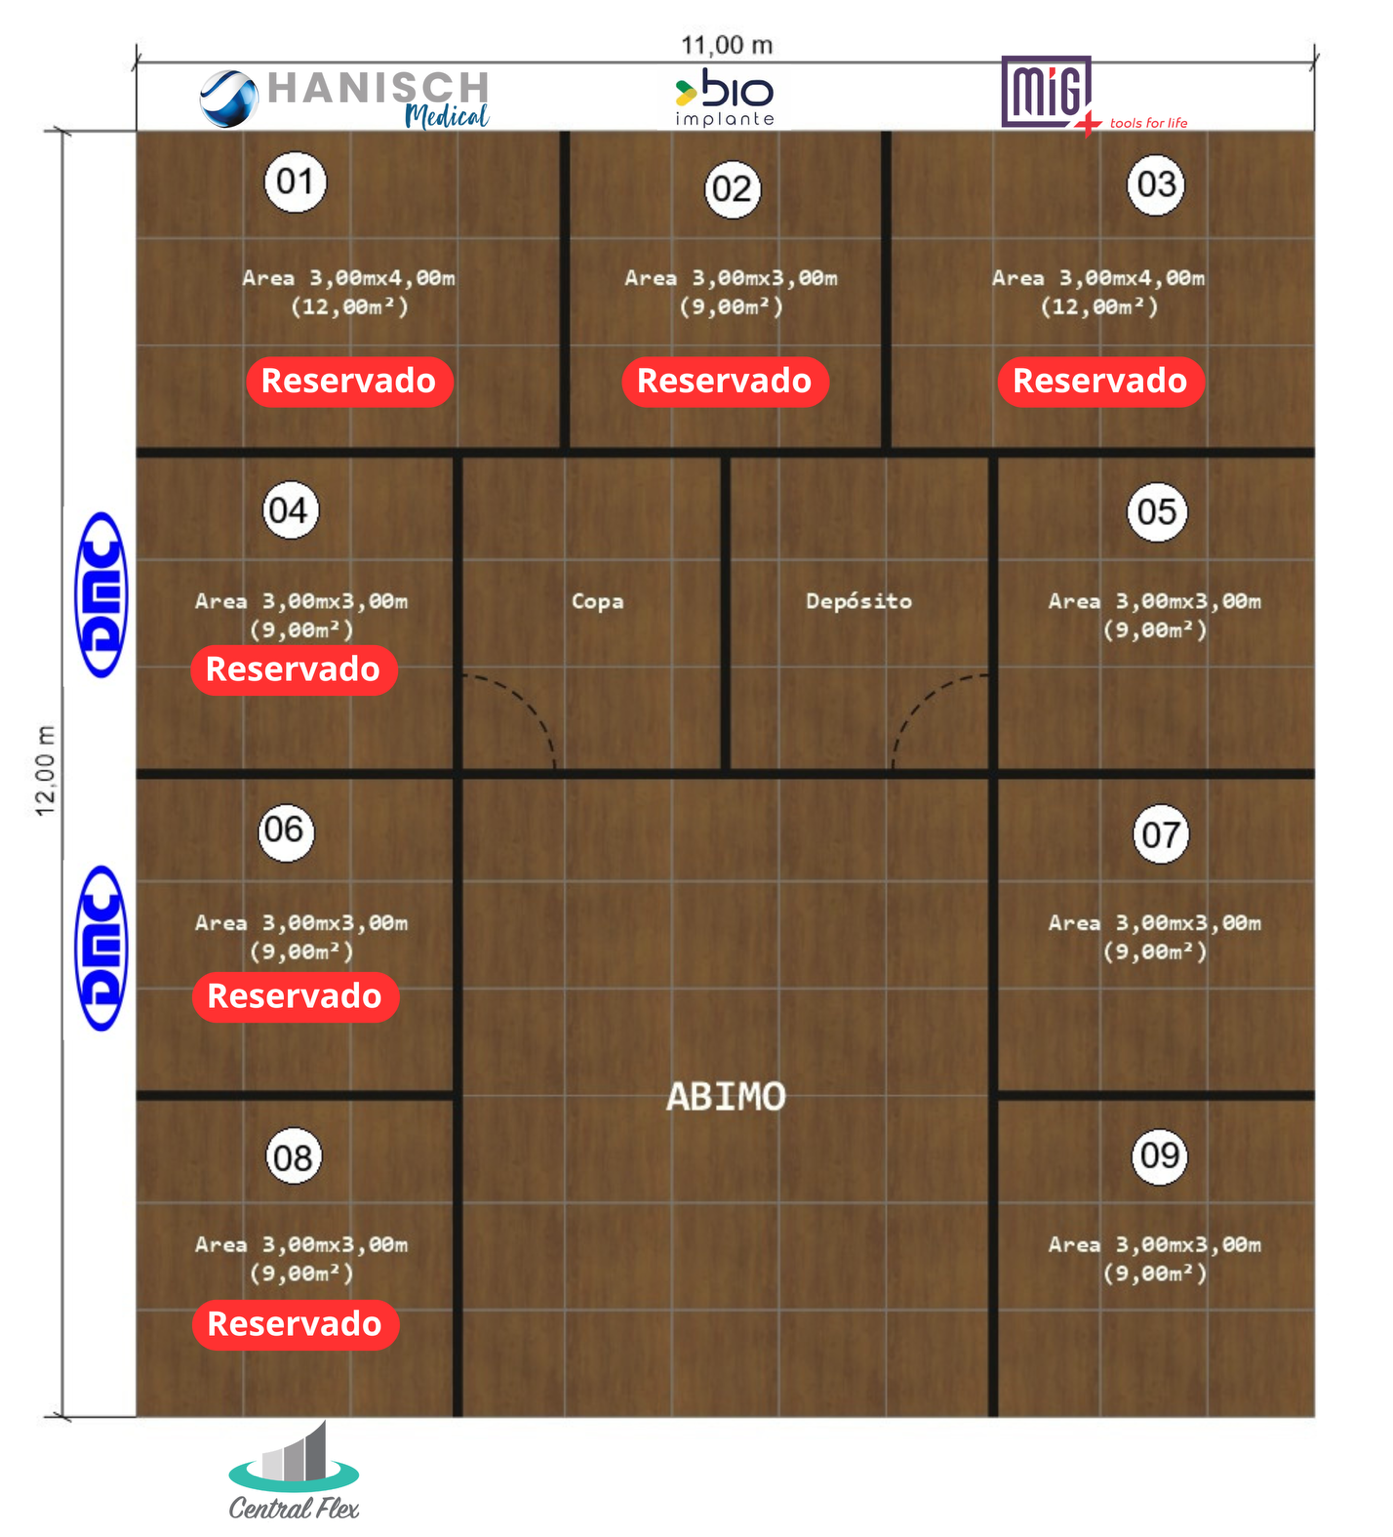 11,00 m
HANISCH
Medical
bio
implante
MiG
tools for life
01
02
03
Area 3,00mx4,00m
(12,00m²)
Area 3,00mx3,00m
(9,00m²)
Area 3,00mx4,00m
(12,00m²)
Reservado
Reservado
Reservado
DMC
04
05
Area 3,00mx3,00m
(9,00m²)
Reservado
Copa
Depósito
Area 3,00mx3,00m
(9,00m²)
12,00 m
DMC
06
07
Area 3,00mx3,00m
(9,00m²)
Reservado
Area 3,00mx3,00m
(9,00m²)
ABIMO
08
09
Area 3,00mx3,00m
(9,00m²)
Reservado
Area 3,00mx3,00m
(9,00m²)
Central Flex